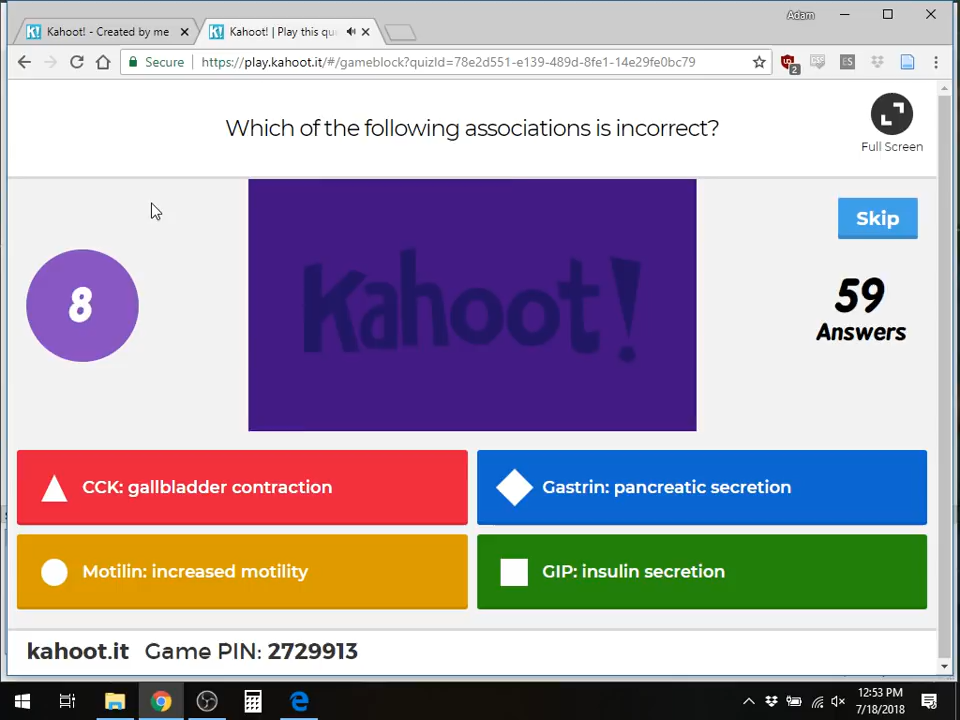 Adam
Kahoot! - Created by me
Kahoot! | Play this qu
Secure
https://play.kahoot.it/#/gameblock?quizId=78e2d551-e139-489d-8fe1-14e29fe0bc79
2
ES
Which of the following associations is incorrect?
Full Screen
Skip
8
Kahoot!
59
Answers
CCK: gallbladder contraction
Gastrin: pancreatic secretion
Motilin: increased motility
GIP: insulin secretion
kahoot.it Game PIN: 2729913
12:53 PM
7/18/2018